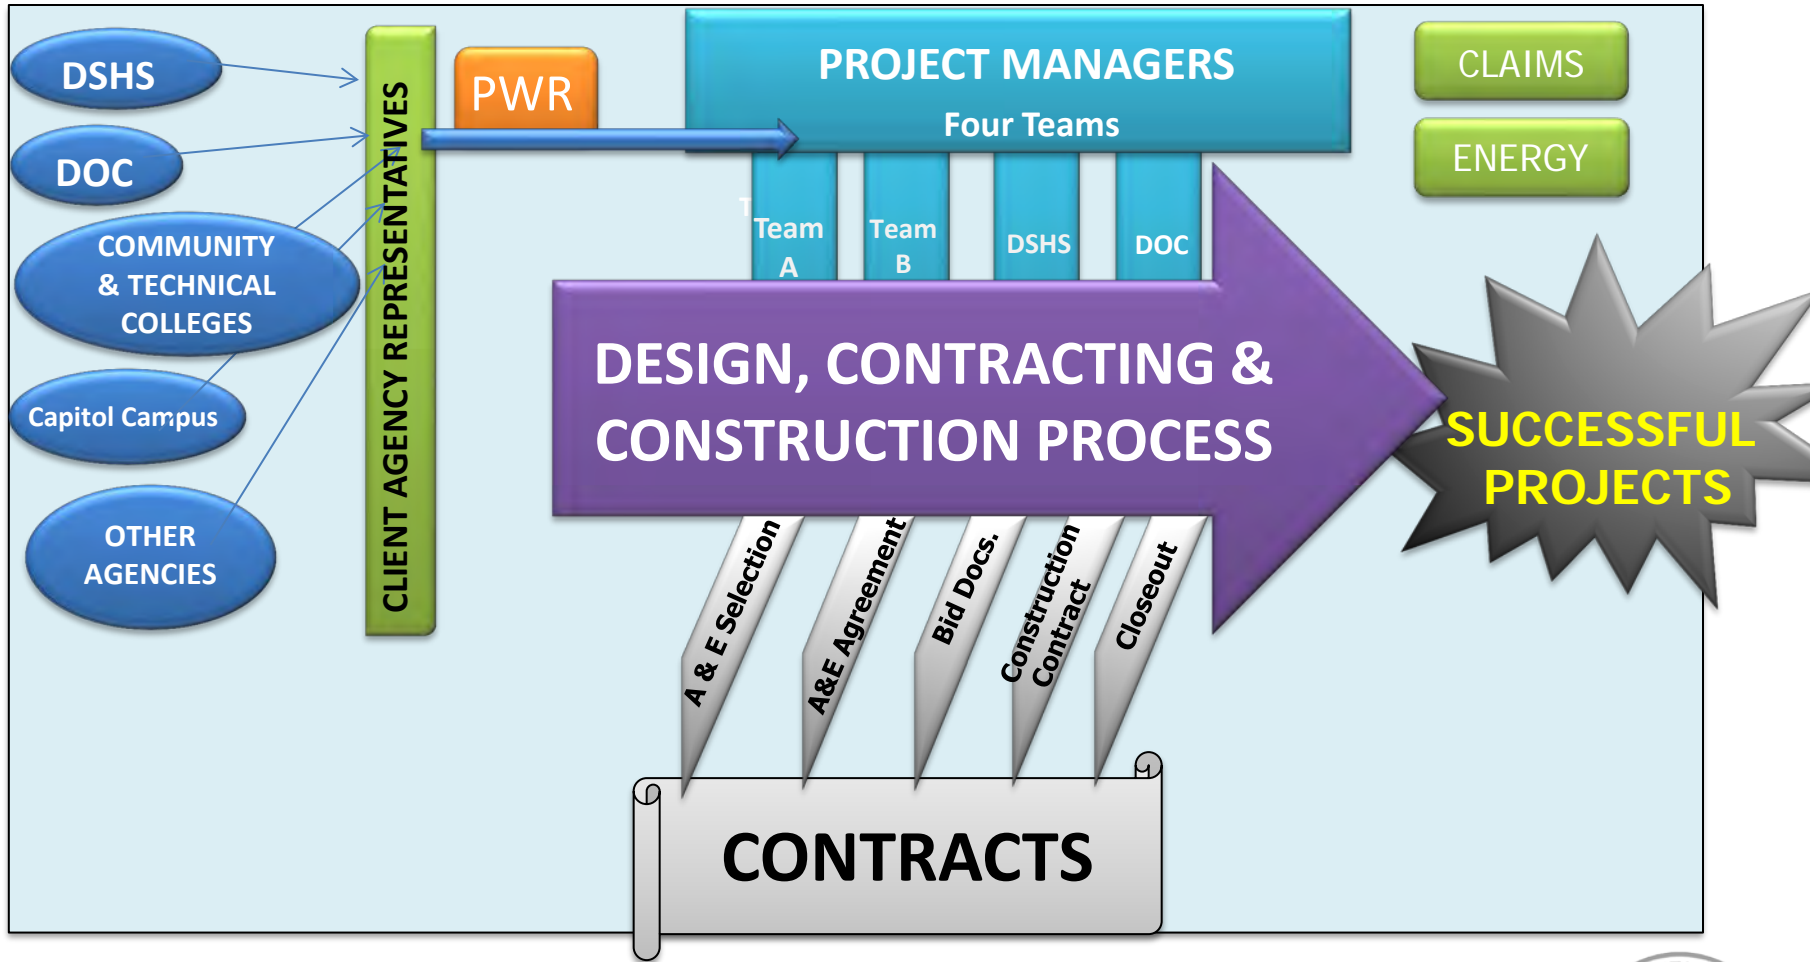 DSHS
DOC
COMMUNITY
& TECHNICAL
COLLEGES
Capitol Campus
OTHER
AGENCIES
CLIENT AGENCY REPRESENTATIVES
PWR
PROJECT MANAGERS
Four Teams
T
Team
A
Team
B
DSHS
DOC
CLAIMS
ENERGY
DESIGN, CONTRACTING &
CONSTRUCTION PROCESS
SUCCESSFUL
PROJECTS
A & E Selection
A&E Agreement
Bid Docs.
Construction
Contract
Closeout
CONTRACTS